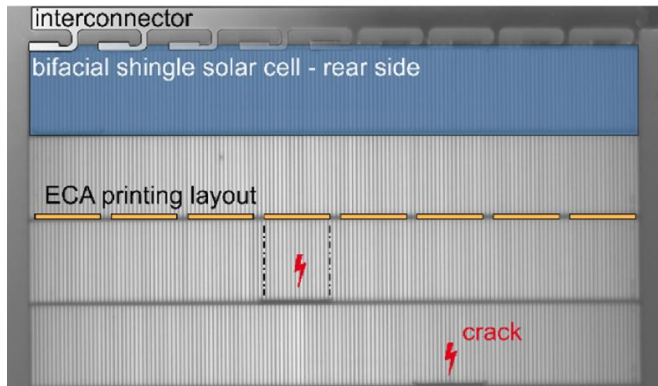 interconnector
bifacial shingle solar cell - rear side
ECA printing layout
crack